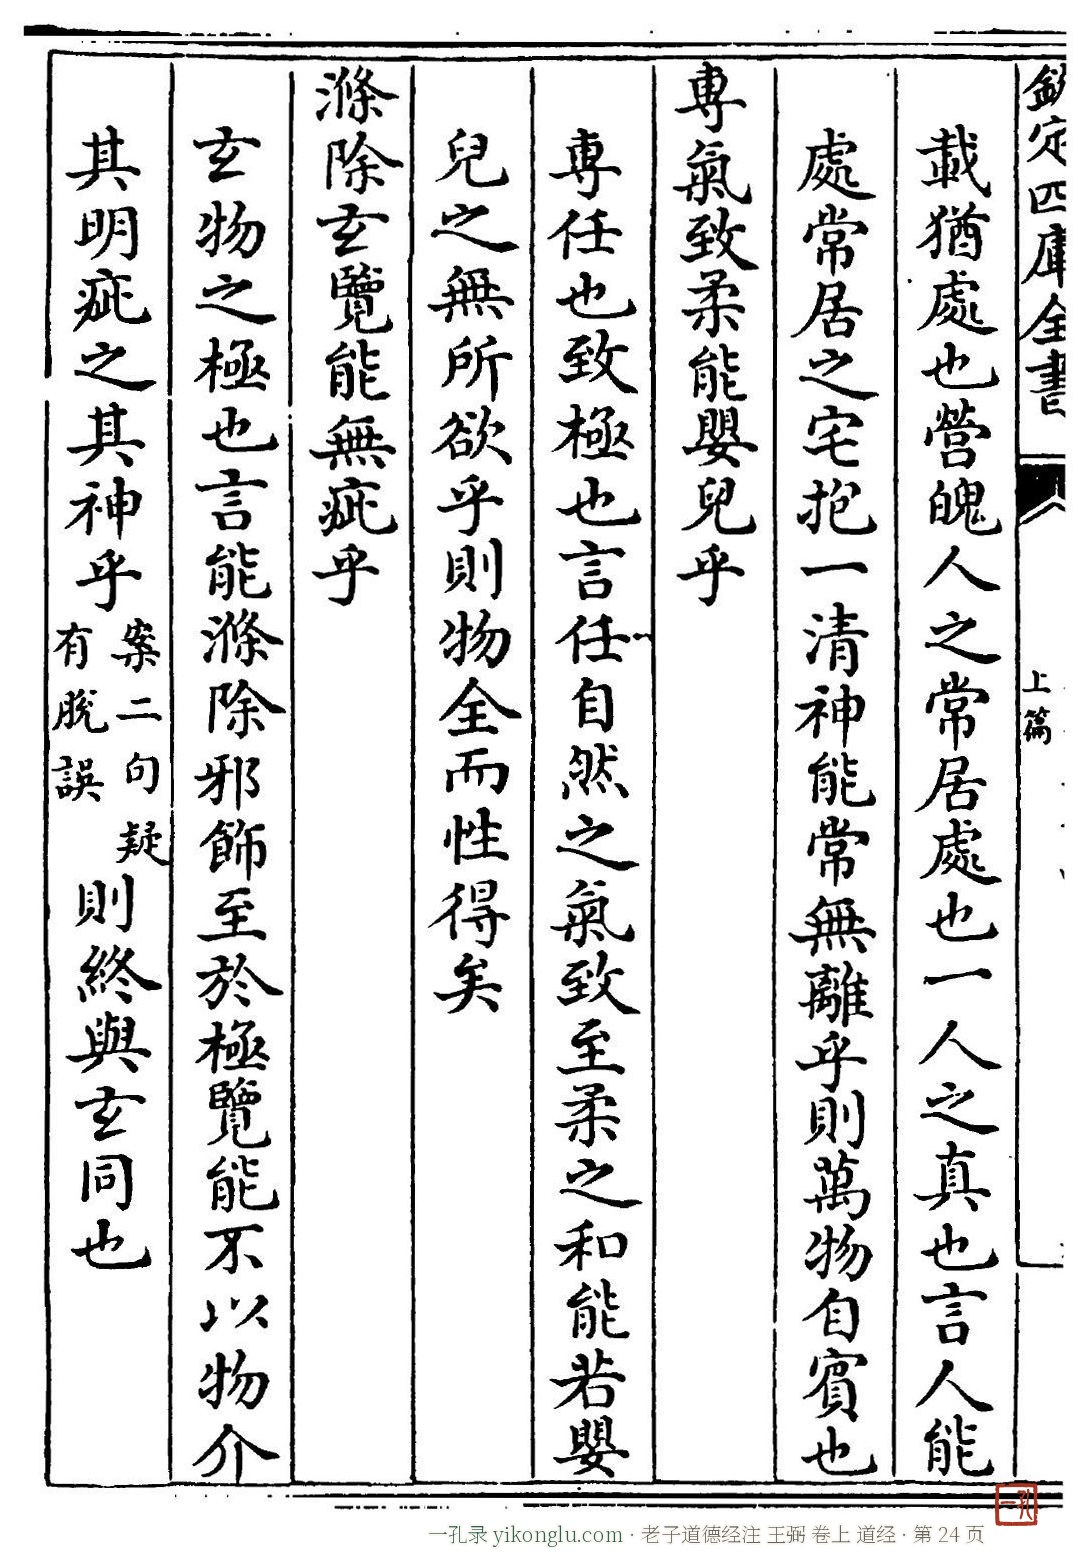 欽定四庫全書
上篇
載猶處也營魄人之常居處也一人之真也言人能
處常居之宅抱一清神能常無離乎則萬物自賓也
專氣致柔能嬰兒乎
專任也致極也言任自然之氣致至柔之和能若嬰
兒之無所欲乎則物全而性得矣
滌除玄覽能無疵乎
玄物之極也言能滌除邪飾至於極覽能不以物介
其明疵之其神乎案二句疑有脫誤則終與玄同也
一孔
一孔录 yikonglu.com · 老子道德经注 王弼 卷上 道经 · 第 24 页